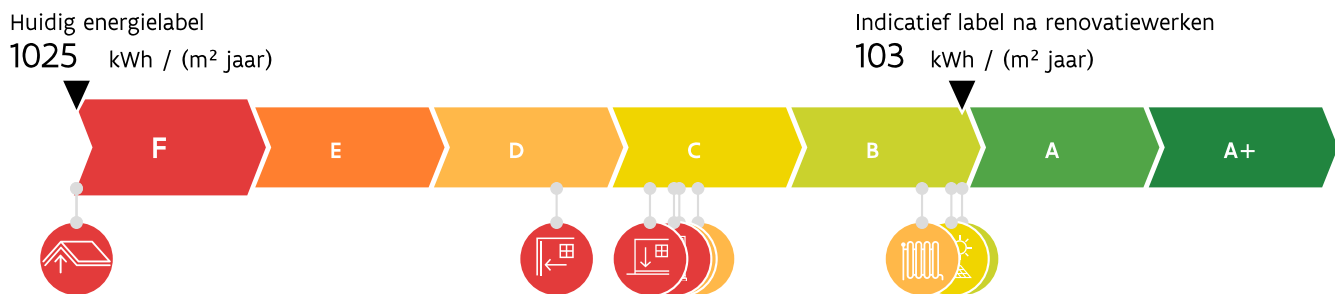 Huidig energielabel
1025 kWh / (m² jaar)
Indicatief label na renovatiewerken
103 kWh / (m² jaar)
F E D C B A A+